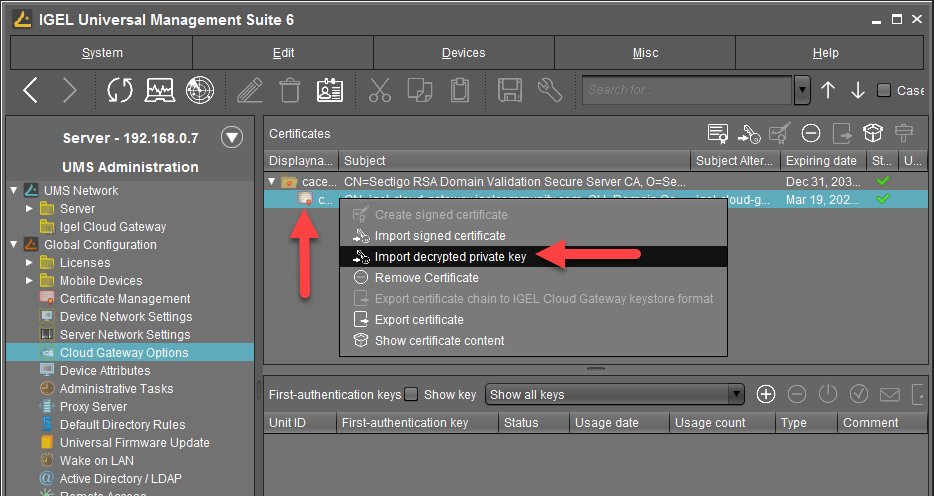 IGEL Universal Management Suite 6
System Edit Devices Misc Help
Search for... Case
Server - 192.168.0.7
UMS Administration
UMS Network
Server
Igel Cloud Gateway
Global Configuration
Licenses
Mobile Devices
Certificate Management
Device Network Settings
Server Network Settings
Cloud Gateway Options
Device Attributes
Administrative Tasks
Proxy Server
Default Directory Rules
Universal Firmware Update
Wake on LAN
Active Directory / LDAP
Remote Access
Certificates
Displayna... Subject Subject Alter... Expiring date St... U...
cace... CN=Sectigo RSA Domain Validation Secure Server CA, O=Se... Dec 31, 203...
c... igel-cloud-g... Mar 19, 202...
Create signed certificate
Import signed certificate
Import decrypted private key
Remove Certificate
Export certificate chain to IGEL Cloud Gateway keystore format
Export certificate
Show certificate content
First-authentication keys Show key Show all keys
Unit ID First-authentication key Status Usage date Usage count Type Comment